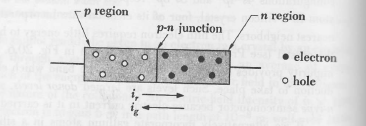 p region
p-n junction
n region
electron
hole
i_r
i_g